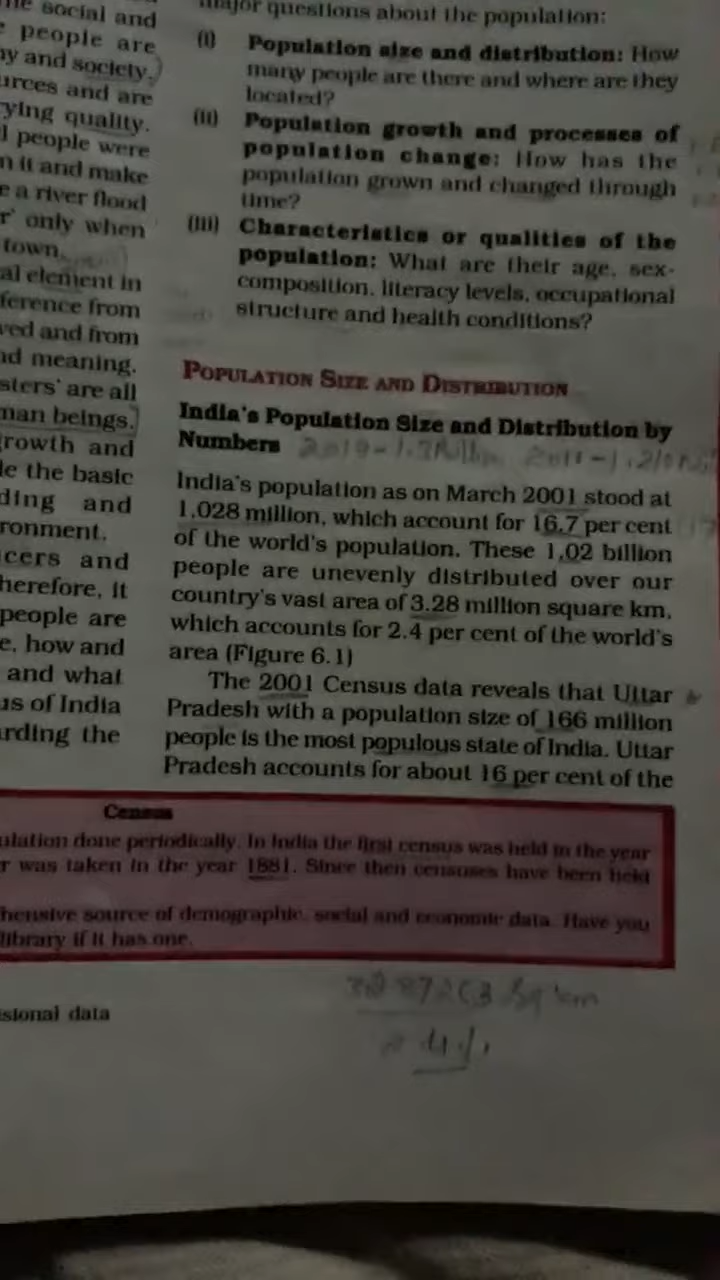 he social and
people are
y and society.
urces and are
rying quality.
l people were
n it and make
e a river flood
r' only when
town.
al element in
ference from
ved and from
nd meaning.
sters' are all
man beings.
rowth and
le the basic
ding and
ronment.
cers and
herefore, it
people are
e, how and
and what
us of India
arding the
major questions about the population:
(i) Population size and distribution: How
many people are there and where are they
located?
(ii) Population growth and processes of
population change: How has the
population grown and changed through
time?
(iii) Characteristics or qualities of the
population: What are their age, sex-
composition, literacy levels, occupational
structure and health conditions?
POPULATION SIZE AND DISTRIBUTION
India's Population Size and Distribution by
Numbers
India's population as on March 2001 stood at
1,028 million, which account for 16.7 per cent
of the world's population. These 1.02 billion
people are unevenly distributed over our
country's vast area of 3.28 million square km,
which accounts for 2.4 per cent of the world's
area (Figure 6.1)
The 2001 Census data reveals that Uttar
Pradesh with a population size of 166 million
people is the most populous state of India. Uttar
Pradesh accounts for about 16 per cent of the
Census
ulation done periodically. In India the first census was held in the year
r was taken in the year 1881. Since then censuses have been held
hensive source of demographic, social and economic data. Have you
library if it has one.
sional data